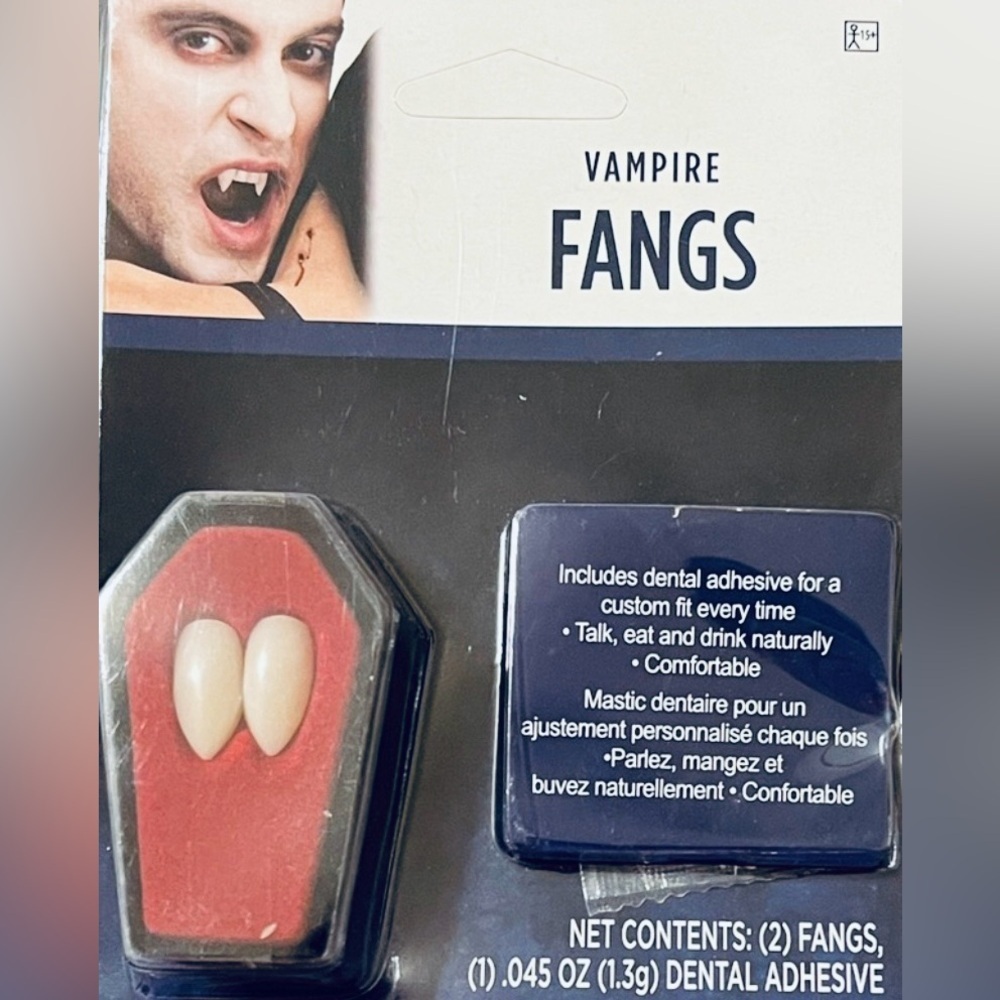 15+
VAMPIRE
FANGS
Includes dental adhesive for a
custom fit every time
• Talk, eat and drink naturally
• Comfortable
Mastic dentaire pour un
ajustement personnalisé chaque fois
•Parlez, mangez et
buvez naturellement • Confortable
NET CONTENTS: (2) FANGS,
(1) .045 OZ (1.3g) DENTAL ADHESIVE